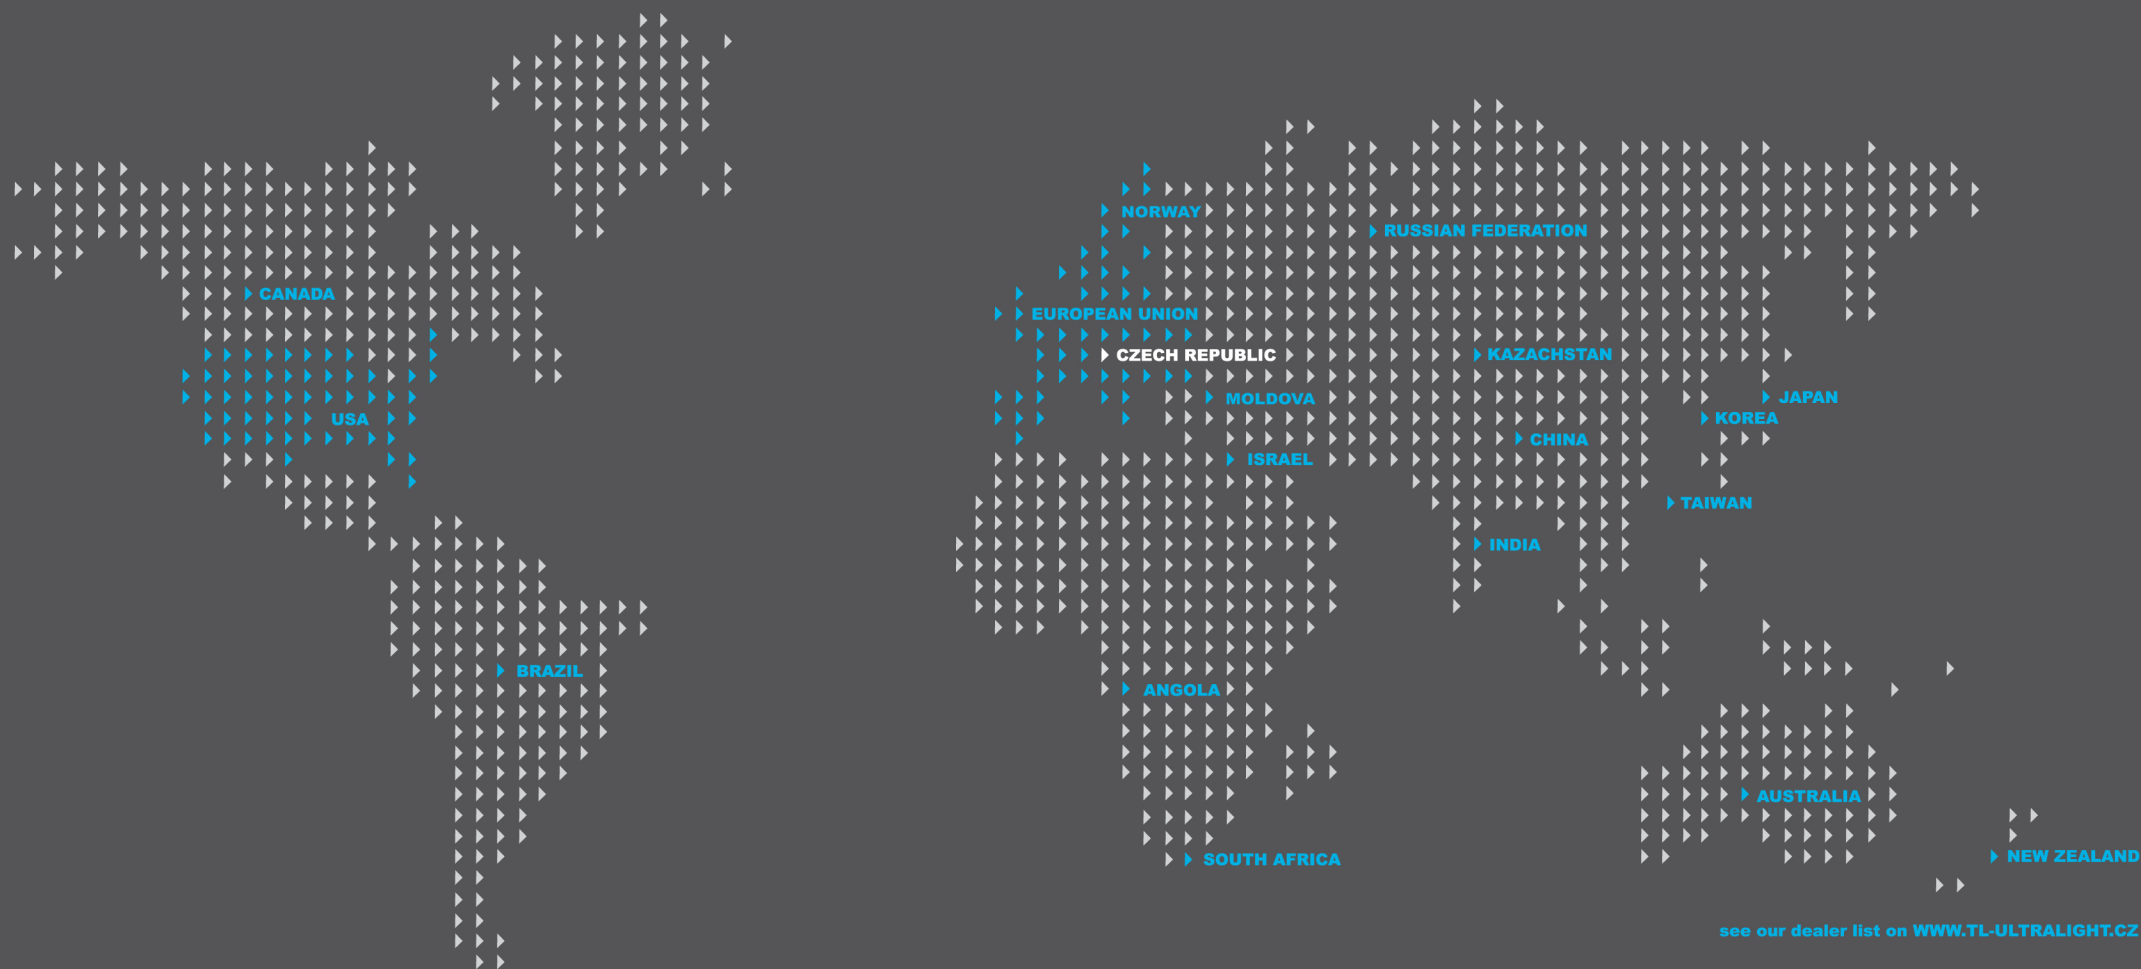 NORWAY
RUSSIAN FEDERATION
CANADA
EUROPEAN UNION
CZECH REPUBLIC
KAZACHSTAN
MOLDOVA
JAPAN
USA
KOREA
CHINA
ISRAEL
TAIWAN
INDIA
BRAZIL
ANGOLA
AUSTRALIA
SOUTH AFRICA
NEW ZEALAND
see our dealer list on WWW.TL-ULTRALIGHT.CZ